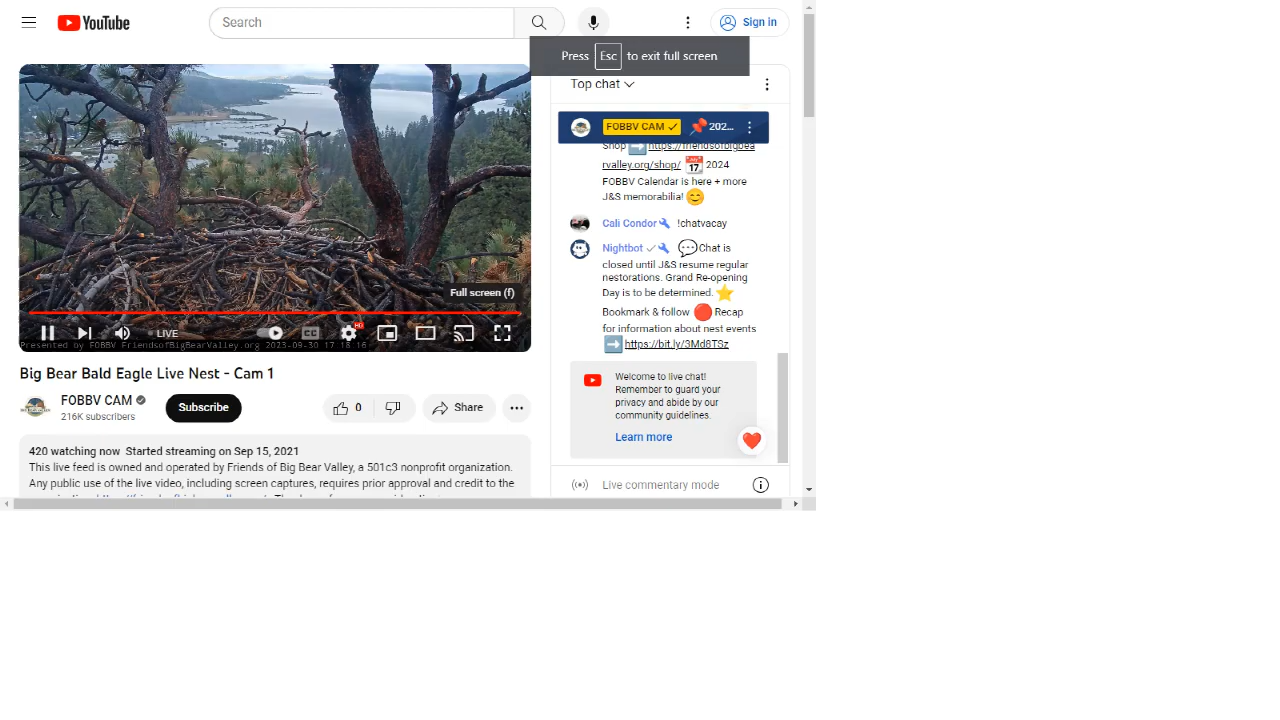 YouTube
Search
Sign in
Press Esc to exit full screen
Top chat
FOBBV CAM 202...
Shop https://friendsofbigbea
rvalley.org/shop/ 2024
FOBBV Calendar is here + more
J&S memorabilia!
Cali Condor !chatvacay
Nightbot Chat is
closed until J&S resume regular
nestorations. Grand Re-opening
Day is to be determined.
Bookmark & follow Recap
for information about nest events
https://bit.ly/3Md8TSz
Welcome to live chat!
Remember to guard your
privacy and abide by our
community guidelines.
Learn more
Live commentary mode
Full screen (f)
LIVE
CC
HD
Presented by FOBBV FriendsofBigBearValley.org 2023-09-30 17 18 16
Big Bear Bald Eagle Live Nest - Cam 1
FOBBV CAM
216K subscribers
Subscribe
0
Share
420 watching now Started streaming on Sep 15, 2021
This live feed is owned and operated by Friends of Big Bear Valley, a 501c3 nonprofit organization.
Any public use of the live video, including screen captures, requires prior approval and credit to the